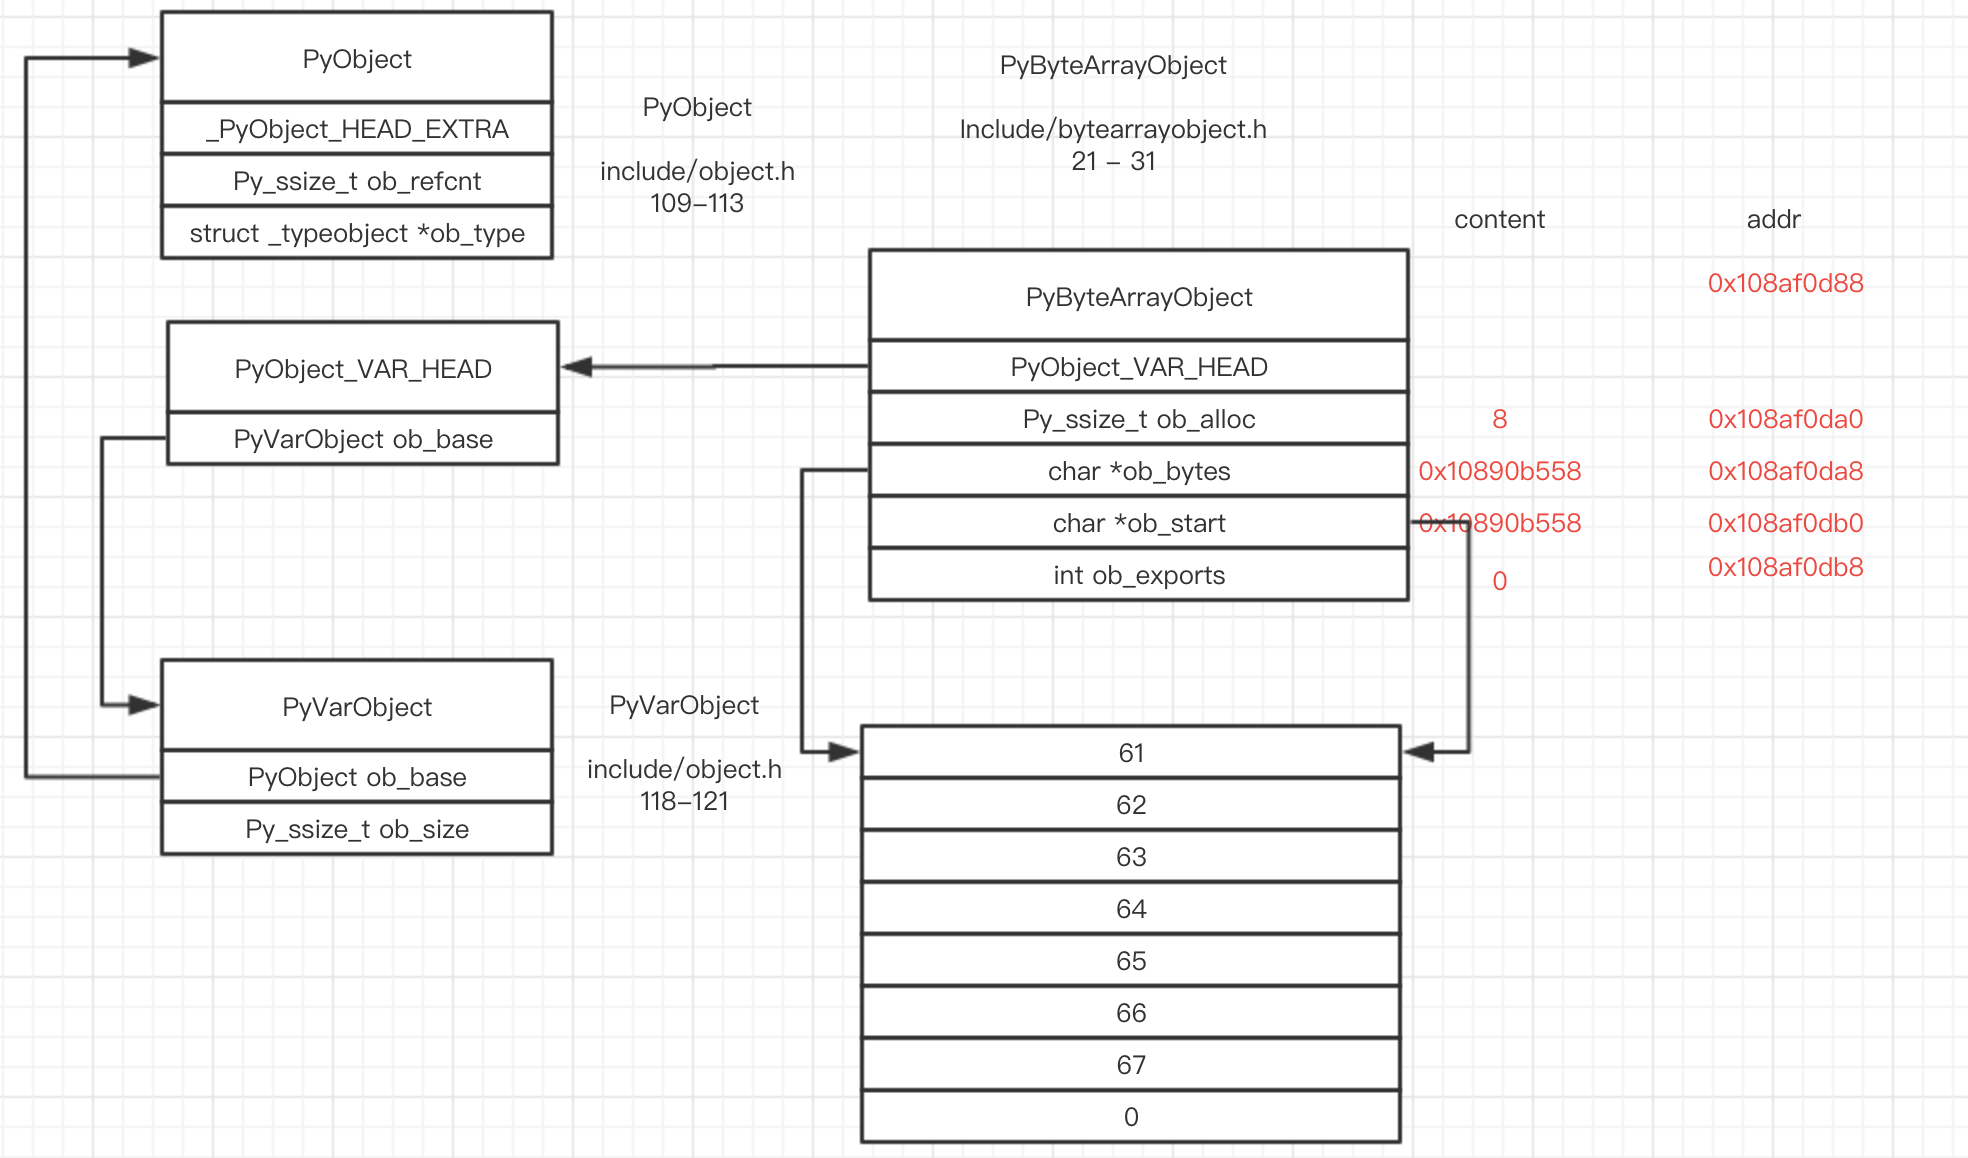 PyObject
_PyObject_HEAD_EXTRA
Py_ssize_t ob_refcnt
struct _typeobject *ob_type
PyObject
include/object.h
109-113
PyByteArrayObject
Include/bytearrayobject.h
21 - 31
content
addr
0x108af0d88
PyByteArrayObject
PyObject_VAR_HEAD
Py_ssize_t ob_alloc
8
0x108af0da0
char *ob_bytes
0x10890b558
0x108af0da8
char *ob_start
0x10890b558
0x108af0db0
int ob_exports
0
0x108af0db8
PyObject_VAR_HEAD
PyVarObject ob_base
PyVarObject
PyObject ob_base
Py_ssize_t ob_size
PyVarObject
include/object.h
118-121
61
62
63
64
65
66
67
0